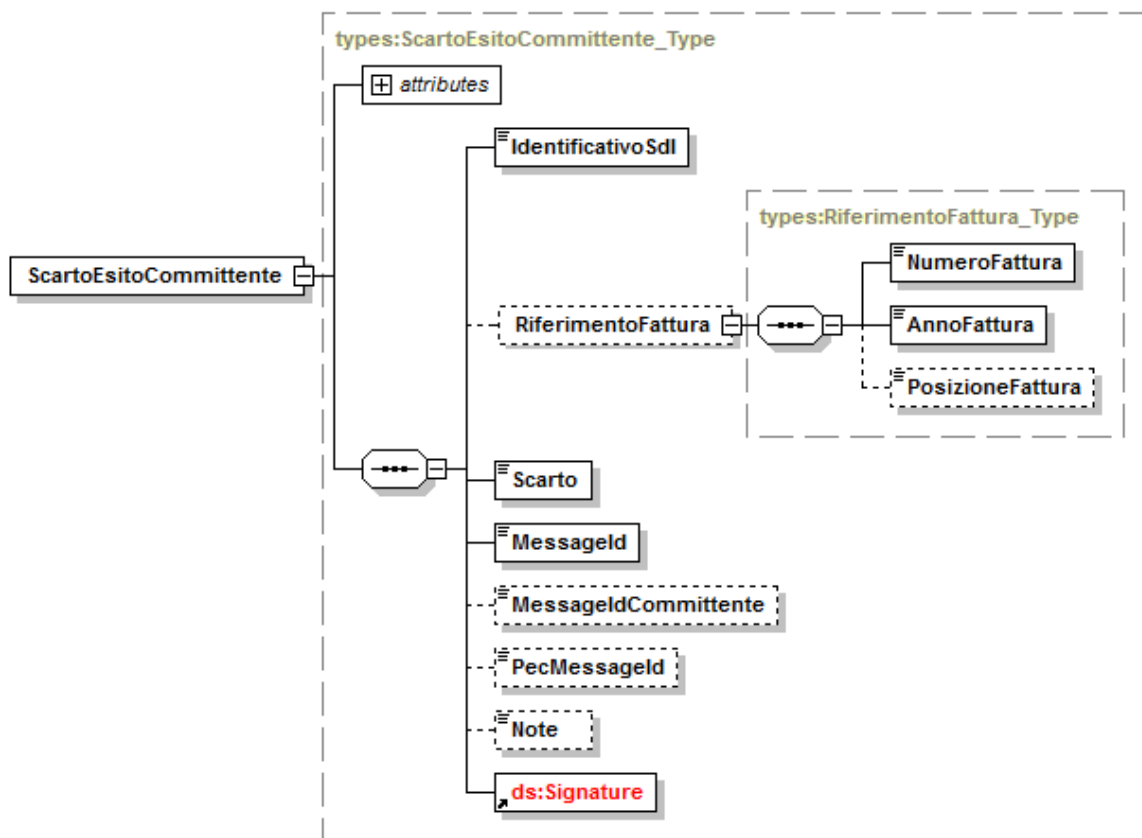 types:ScartoEsitoCommittente_Type
attributes
IdentificativoSdI
types:RiferimentoFattura_Type
NumeroFattura
ScartoEsitoCommittente
RiferimentoFattura
AnnoFattura
PosizioneFattura
Scarto
MessageId
MessageIdCommittente
PecMessageId
Note
ds:Signature